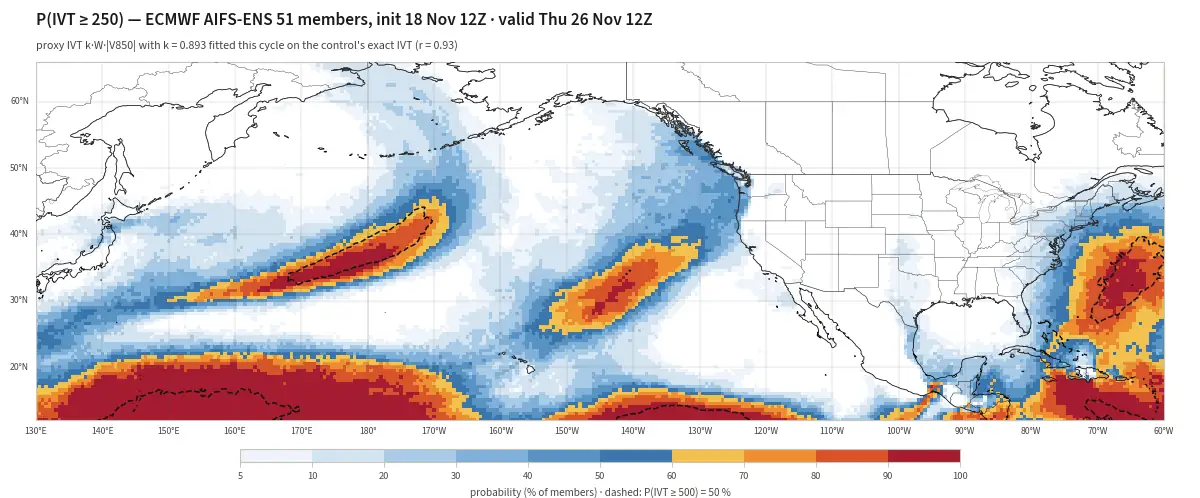 P(IVT ≥ 250) — ECMWF AIFS-ENS 51 members, init 18 Nov 12Z · valid Thu 26 Nov 12Z
proxy IVT k·W·|V850| with k = 0.893 fitted this cycle on the control's exact IVT (r = 0.93)
60°N
50°N
40°N
30°N
20°N
130°E 140°E 150°E 160°E 170°E 180° 170°W 160°W 150°W 140°W 130°W 120°W 110°W 100°W 90°W 80°W 70°W 60°W
5 10 20 30 40 50 60 70 80 90 100
probability (% of members) · dashed: P(IVT ≥ 500) = 50 %